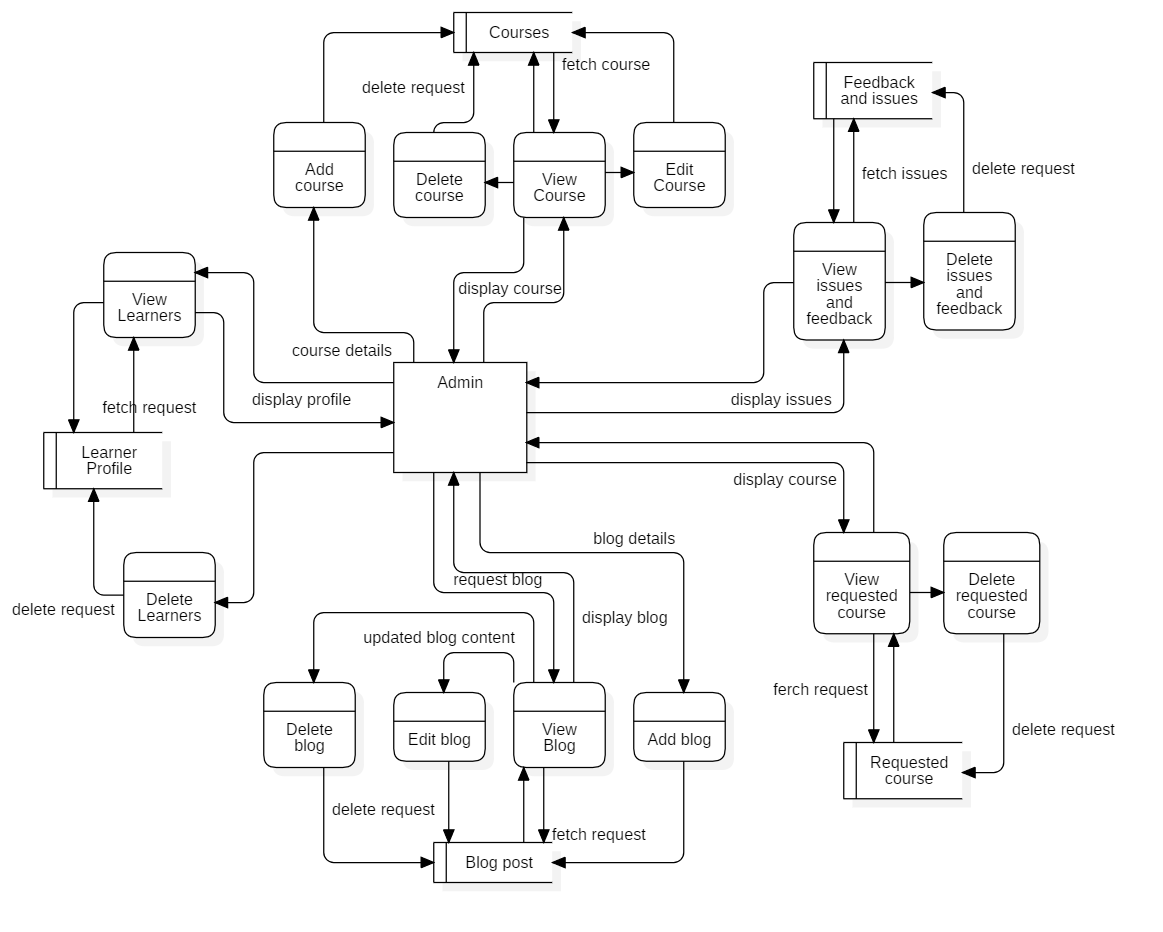 Courses
fetch course
delete request
Feedback
and issues
Add
course
Delete
course
View
Course
Edit
Course
fetch issues
delete request
View
issues
and
feedback
Delete
issues
and
feedback
View
Learners
display course
course details
Admin
display profile
display issues
fetch request
Learner
Profile
display course
blog details
View
requested
course
Delete
requested
course
request blog
Delete
Learners
delete request
display blog
updated blog content
Delete
blog
Edit blog
View
Blog
Add blog
ferch request
delete request
Requested
course
delete request
fetch request
Blog post